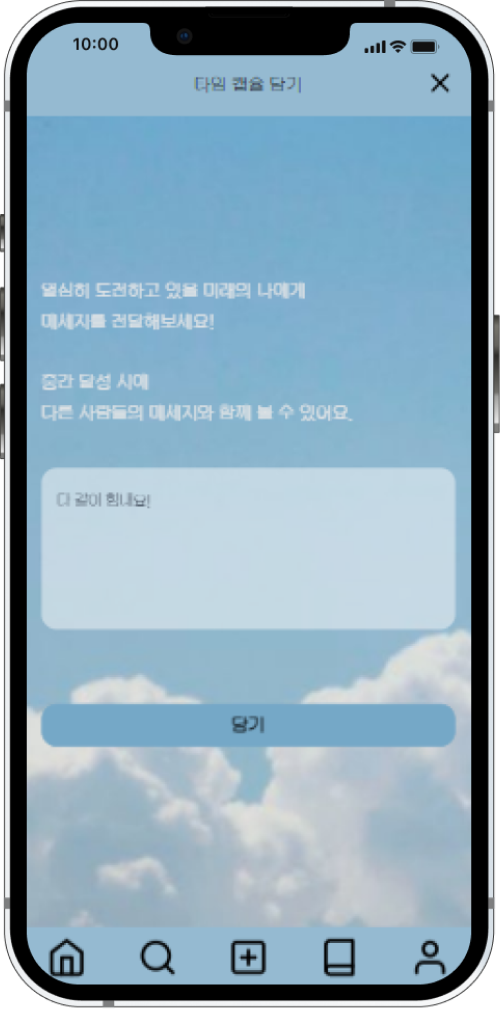 10:00
타임 캡슐 담기
열심히 도전하고 있을 미래의 나에게
메세지를 전달해보세요!
중간 달성 시에
다른 사람들의 메세지와 함께 볼 수 있어요.
다 같이 힘내요!
담기